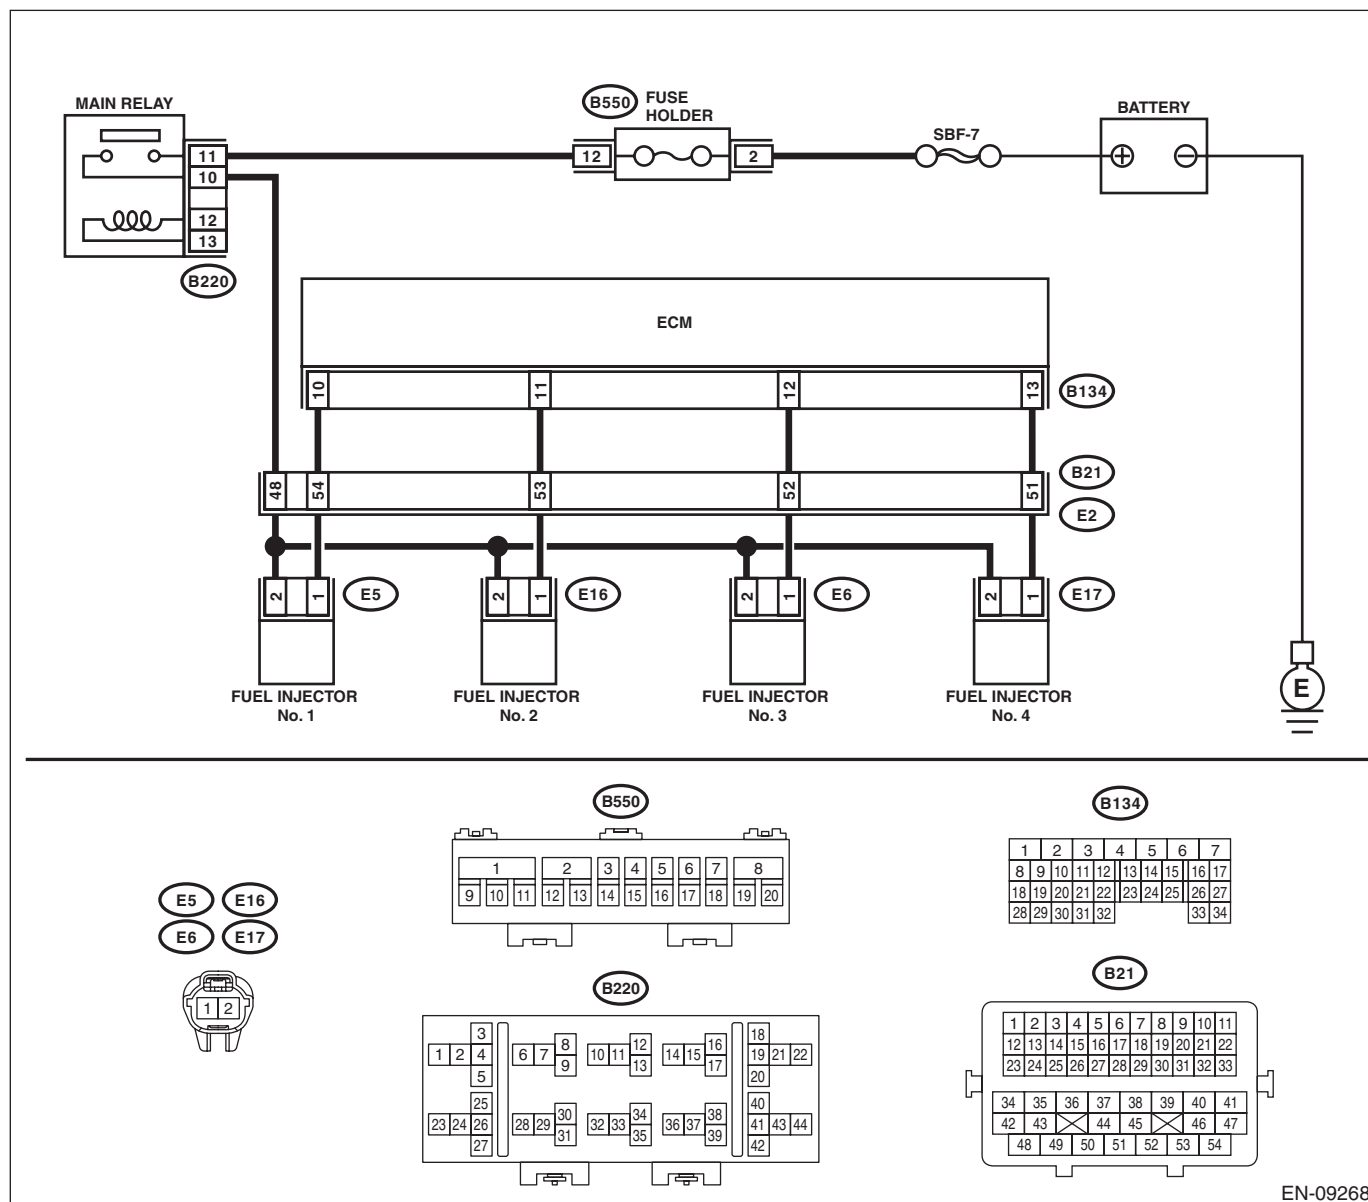 B550 FUSE
HOLDER
MAIN RELAY
BATTERY
SBF-7
11
10
12
13
12
2
B220
ECM
10 11 12 13
B134
48 54 53 52 51
B21
E2
2 1 E5
2 1 E16
2 1 E6
2 1 E17
FUEL INJECTOR
No. 1
FUEL INJECTOR
No. 2
FUEL INJECTOR
No. 3
FUEL INJECTOR
No. 4
E
E5 E16
E6 E17
1 2
B550
1 2 3 4 5 6 7 8
9 10 11 12 13 14 15 16 17 18 19 20
B220
3 8 12 16 18
1 2 4 6 7 10 11 14 15 19 21 22
5 9 13 17 20
25 30 34 38 40
23 24 26 28 29 32 33 36 37 41 43 44
27 31 35 39 42
B134
1 2 3 4 5 6 7
8 9 10 11 12 13 14 15 16 17
18 19 20 21 22 23 24 25 26 27
28 29 30 31 32 33 34
B21
1 2 3 4 5 6 7 8 9 10 11
12 13 14 15 16 17 18 19 20 21 22
23 24 25 26 27 28 29 30 31 32 33
34 35 36 37 38 39 40 41
42 43 44 45 46 47
48 49 50 51 52 53 54
EN-09268